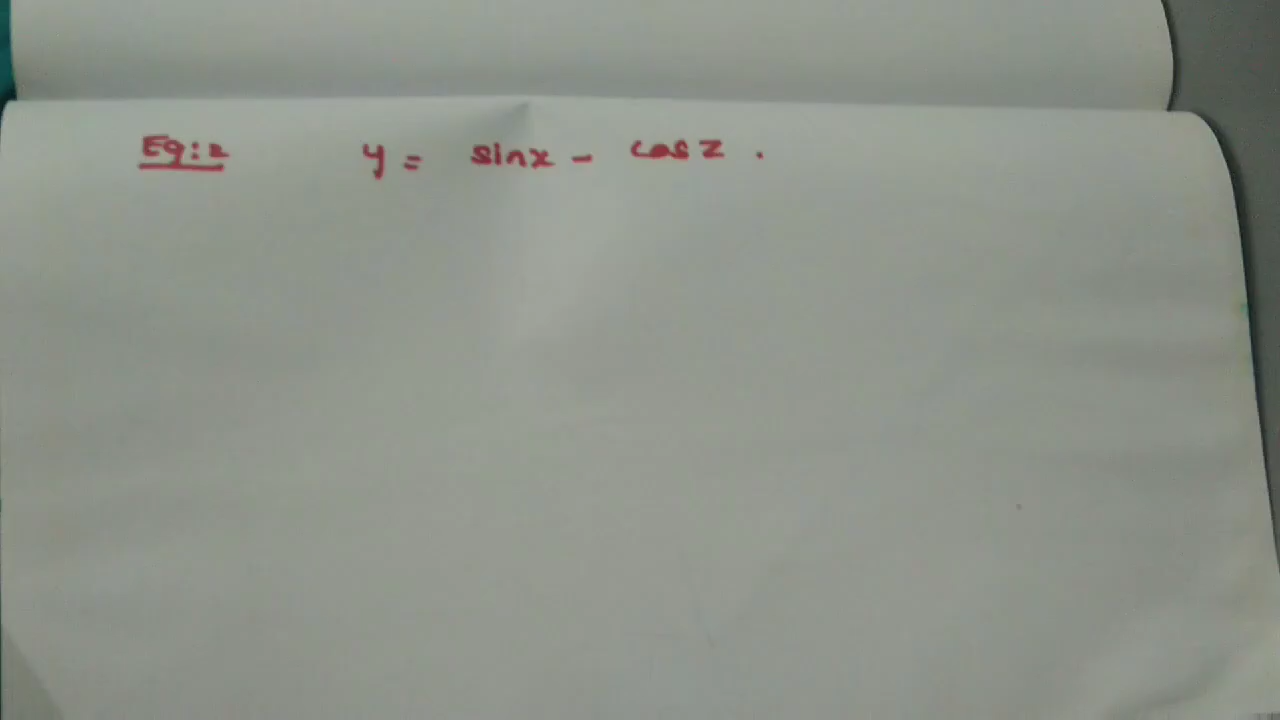 Eg:2 y = sinx - cosz .